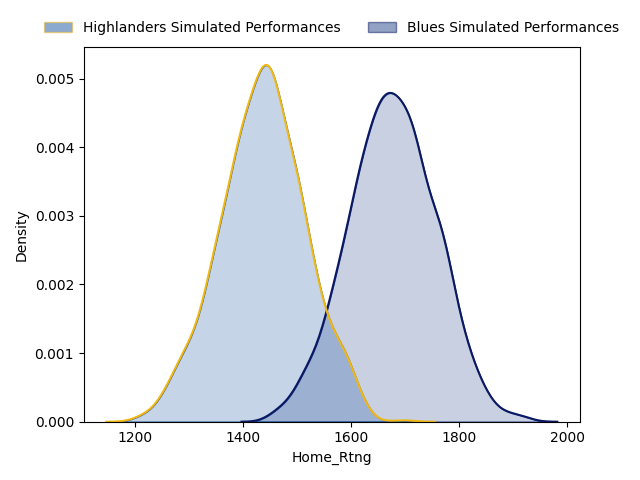 Highlanders Simulated Performances Blues Simulated Performances
0.005
0.004
0.003
0.002
0.001
0.000
Density
1200 1400 1600 1800 2000
Home_Rtng